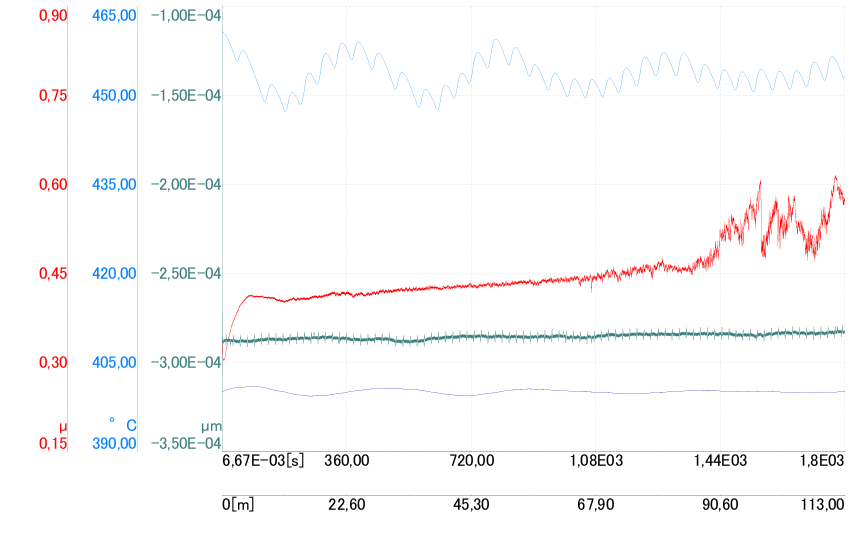 0,90 465,00 -1,00E-04
0,75 450,00 -1,50E-04
0,60 435,00 -2,00E-04
0,45 420,00 -2,50E-04
0,30 405,00 -3,00E-04
µ ° C µm
0,15 390,00 -3,50E-04
6,67E-03[s] 360,00 720,00 1,08E03 1,44E03 1,8E03
0[m] 22,60 45,30 67,90 90,60 113,00